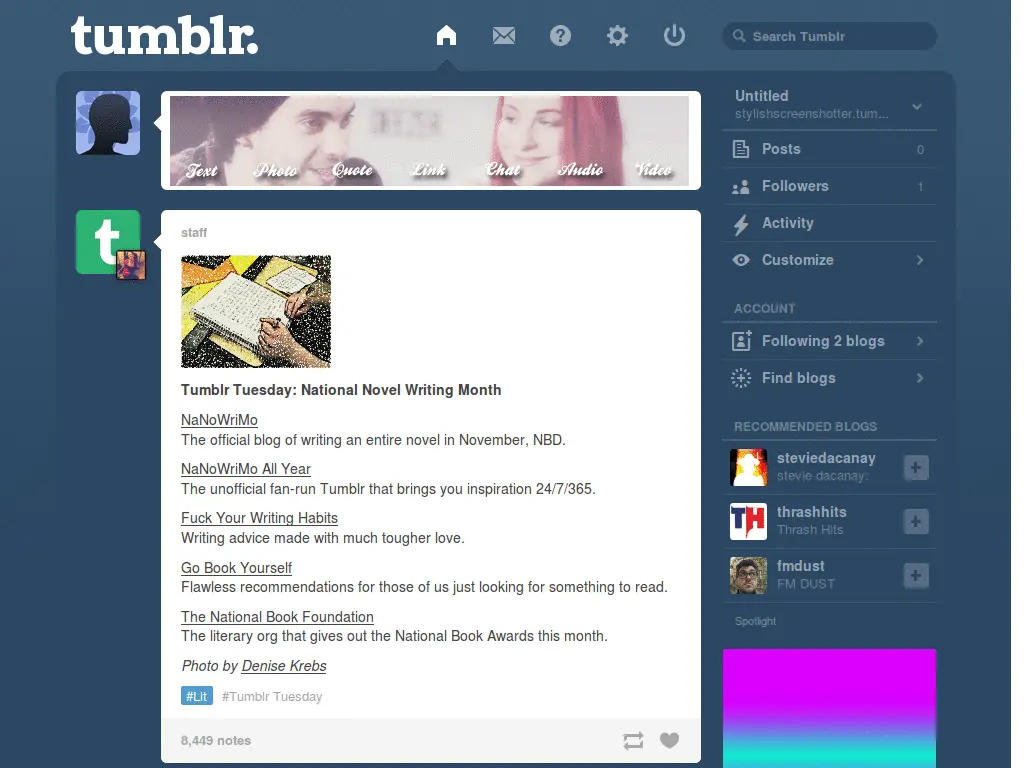 tumblr.
Search Tumblr
Text Photo Quote Link Chat Audio Video
staff
Tumblr Tuesday: National Novel Writing Month
NaNoWriMo
The official blog of writing an entire novel in November, NBD.
NaNoWriMo All Year
The unofficial fan-run Tumblr that brings you inspiration 24/7/365.
Fuck Your Writing Habits
Writing advice made with much tougher love.
Go Book Yourself
Flawless recommendations for those of us just looking for something to read.
The National Book Foundation
The literary org that gives out the National Book Awards this month.
Photo by Denise Krebs
#Lit #Tumblr Tuesday
8,449 notes
Untitled
stylishscreenshotter.tum...
Posts 0
Followers 1
Activity
Customize
ACCOUNT
Following 2 blogs
Find blogs
RECOMMENDED BLOGS
steviedacanay
stevie dacanay:
TH
thrashhits
Thrash Hits
fmdust
FM DUST
Spotlight